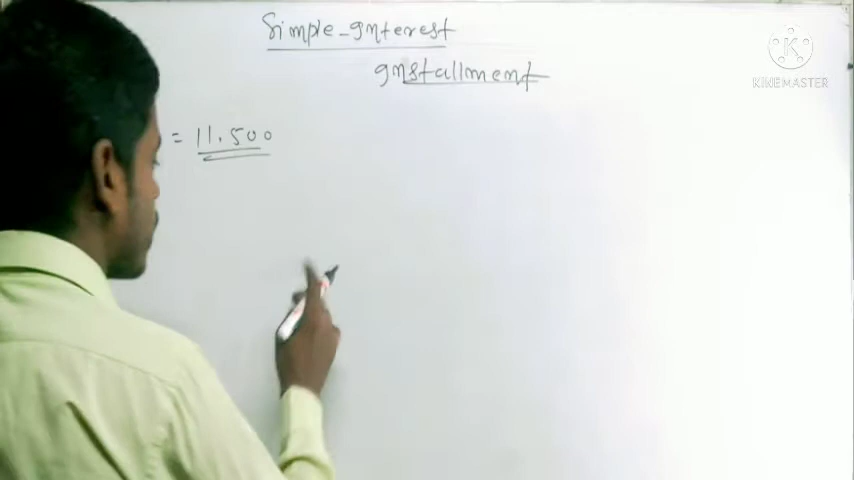 Simple-Interest
Installment
= 11,500
K
KINEMASTER